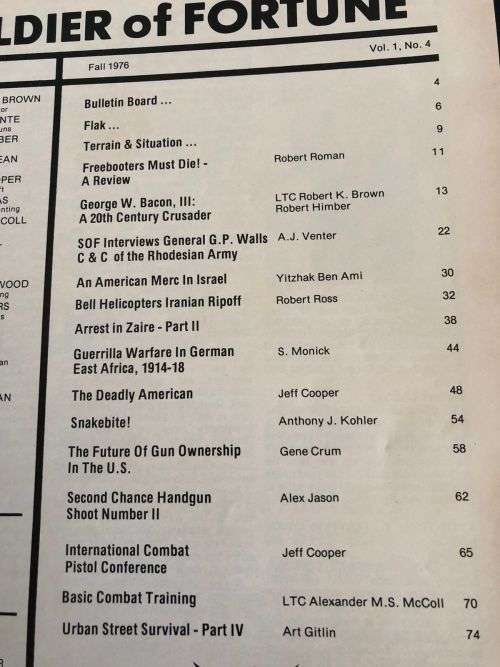 LDIER of FORTUNE
Fall 1976 Vol. 1, No. 4
BROWN
or
NTE
uns
BER
EAN
PER
ft
AS
nting
COLL
WOOD
ng
RS
s
an
AN
Bulletin Board ... 4
Flak ... 6
Terrain & Situation ... 9
Freebooters Must Die! - Robert Roman 11
A Review
George W. Bacon, III: LTC Robert K. Brown 13
A 20th Century Crusader Robert Himber
SOF Interviews General G.P. Walls A.J. Venter 22
C & C of the Rhodesian Army
An American Merc In Israel Yitzhak Ben Ami 30
Bell Helicopters Iranian Ripoff Robert Ross 32
Arrest in Zaire - Part II 38
Guerrilla Warfare In German S. Monick 44
East Africa, 1914-18
The Deadly American Jeff Cooper 48
Snakebite! Anthony J. Kohler 54
The Future Of Gun Ownership Gene Crum 58
In The U.S.
Second Chance Handgun Alex Jason 62
Shoot Number II
International Combat Jeff Cooper 65
Pistol Conference
Basic Combat Training LTC Alexander M.S. McColl 70
Urban Street Survival - Part IV Art Gitlin 74